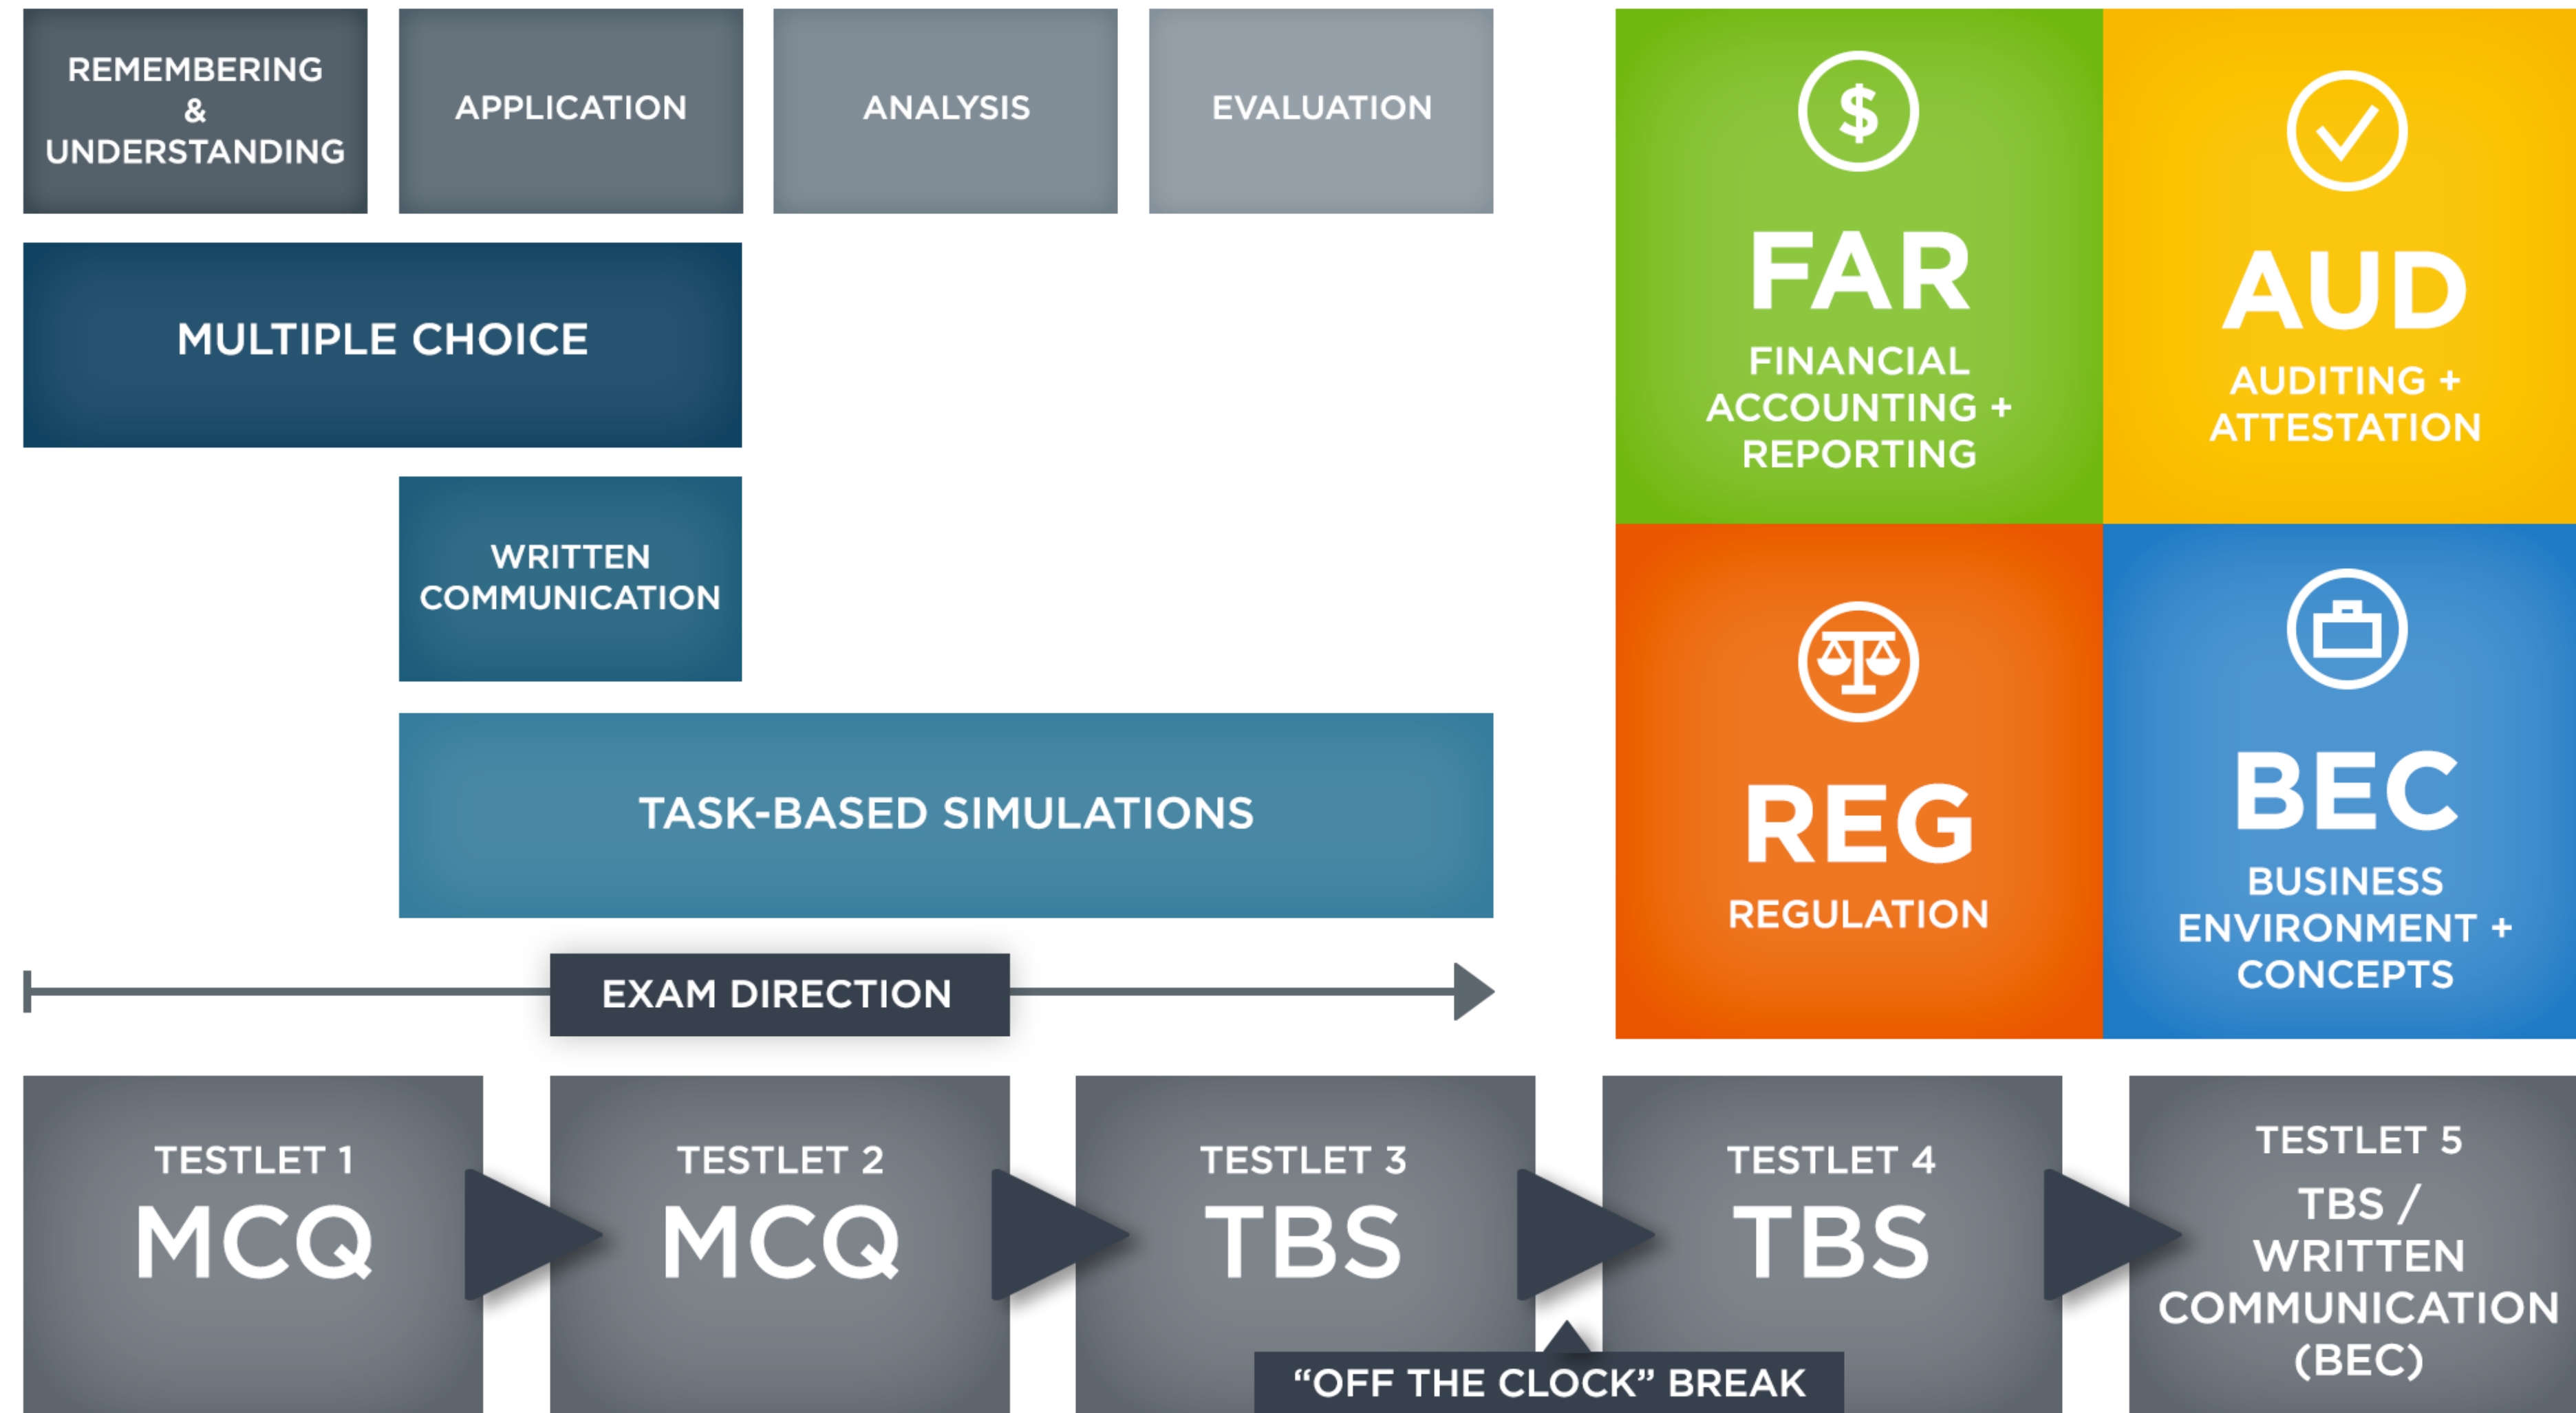 REMEMBERING
&
UNDERSTANDING
APPLICATION
ANALYSIS
EVALUATION
MULTIPLE CHOICE
WRITTEN
COMMUNICATION
TASK-BASED SIMULATIONS
EXAM DIRECTION
$
FAR
FINANCIAL
ACCOUNTING +
REPORTING
AUD
AUDITING +
ATTESTATION
REG
REGULATION
BEC
BUSINESS
ENVIRONMENT +
CONCEPTS
TESTLET 1
MCQ
TESTLET 2
MCQ
TESTLET 3
TBS
TESTLET 4
TBS
“OFF THE CLOCK” BREAK
TESTLET 5
TBS /
WRITTEN
COMMUNICATION
(BEC)